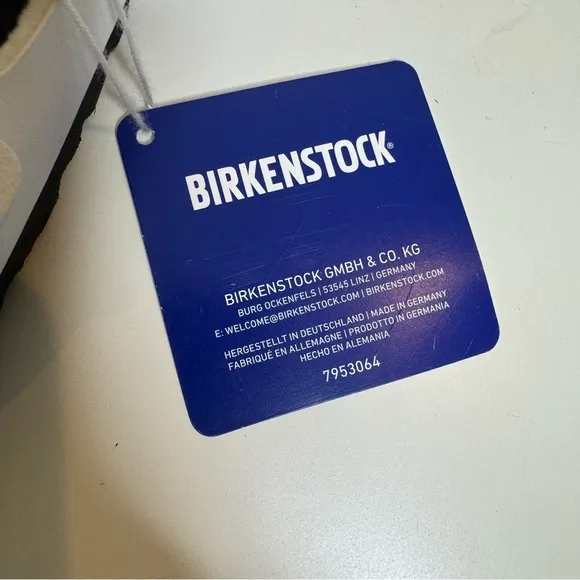 BIRKENSTOCK®
BIRKENSTOCK GMBH & CO. KG
BURG OCKENFELS | 53545 LINZ | GERMANY
E: WELCOME@BIRKENSTOCK.COM | BIRKENSTOCK.COM
HERGESTELLT IN DEUTSCHLAND | MADE IN GERMANY
FABRIQUÉ EN ALLEMAGNE | PRODOTTO IN GERMANIA
HECHO EN ALEMANIA
7953064